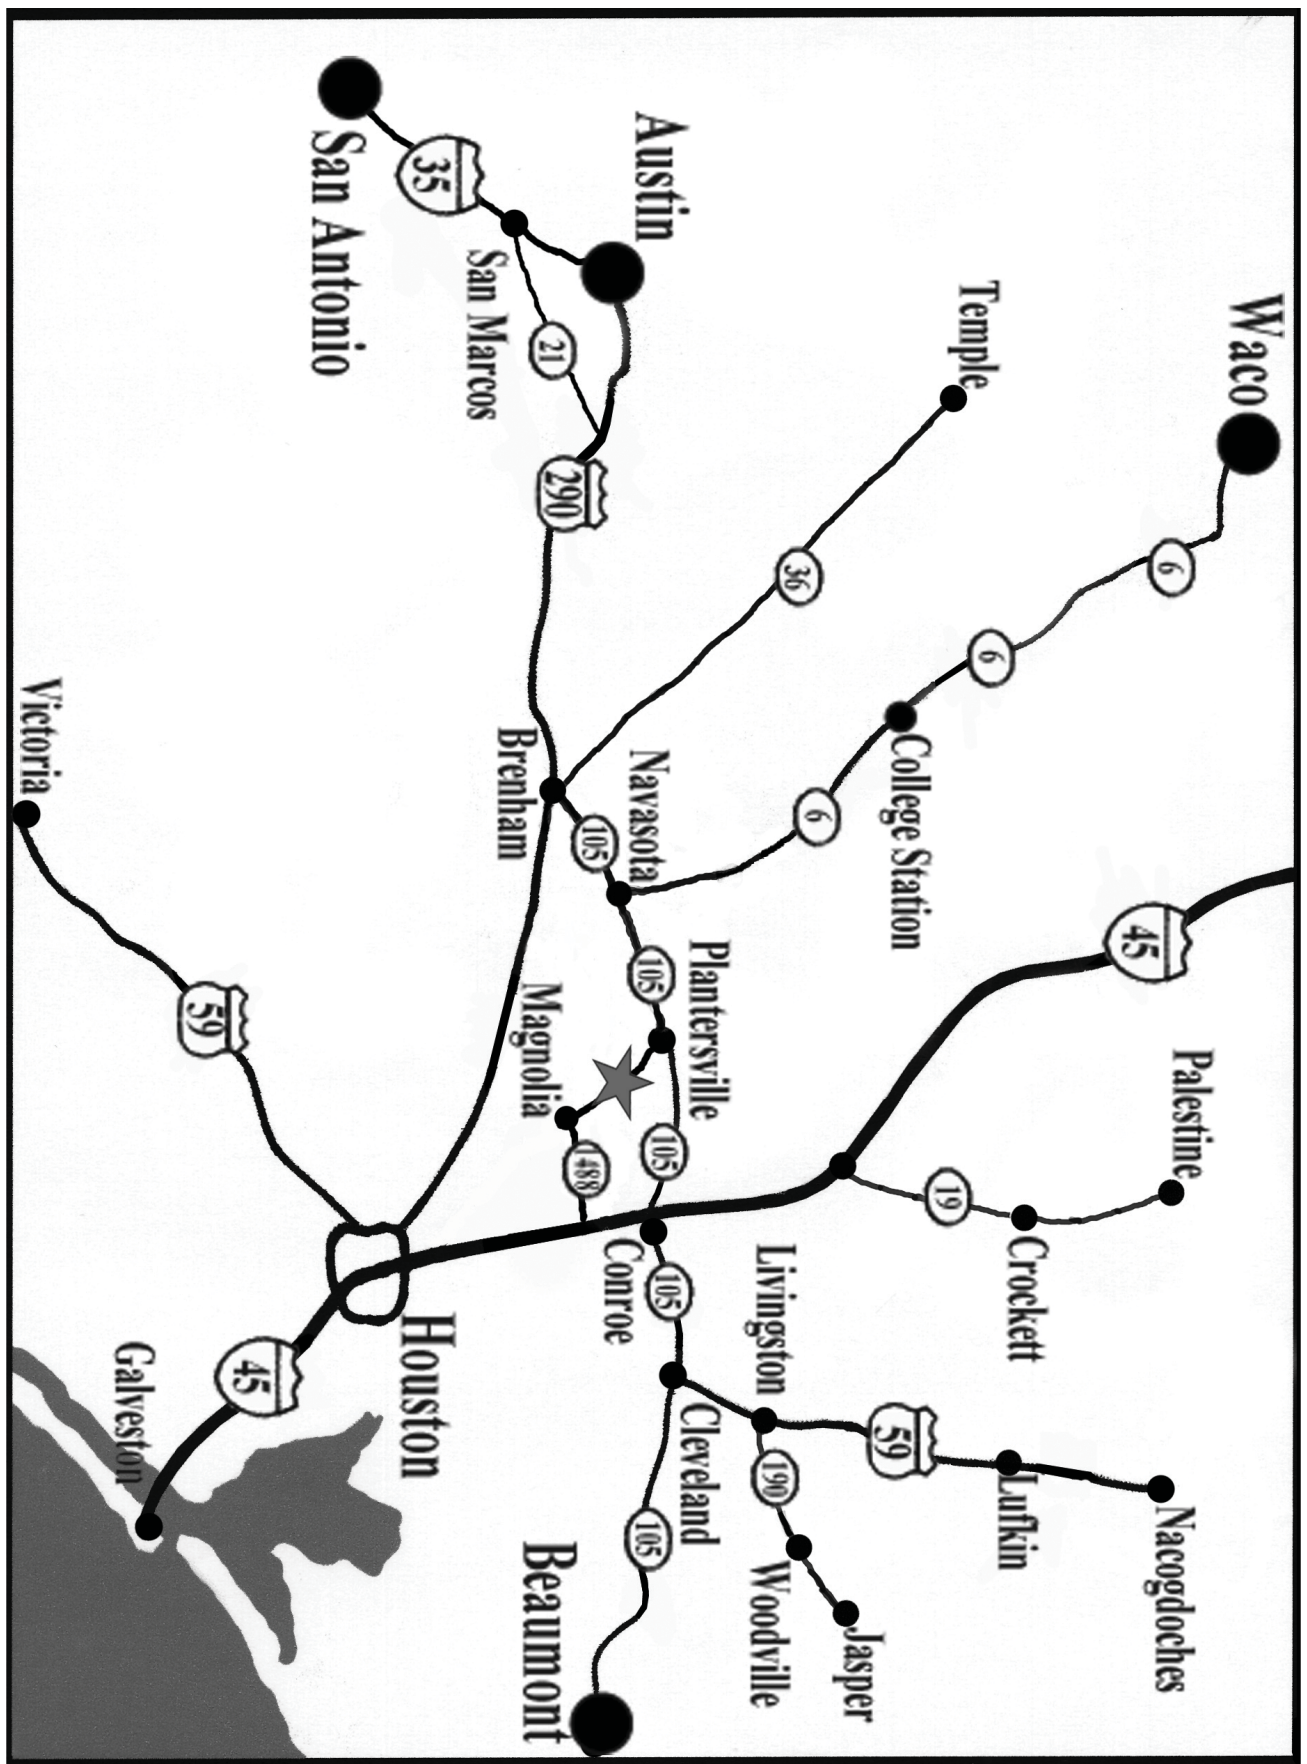 Waco
6
6
Temple
College Station
6
36
45
Palestine
19
Crockett
Nacogdoches
Lufkin
59
Austin
Navasota
Plantersville
Livingston
190
Woodville
Jasper
35
San Marcos
21
290
Brenham
105
105
105
Magnolia
1488
Conroe
105
Cleveland
105
Beaumont
San Antonio
Houston
59
45
Victoria
Galveston